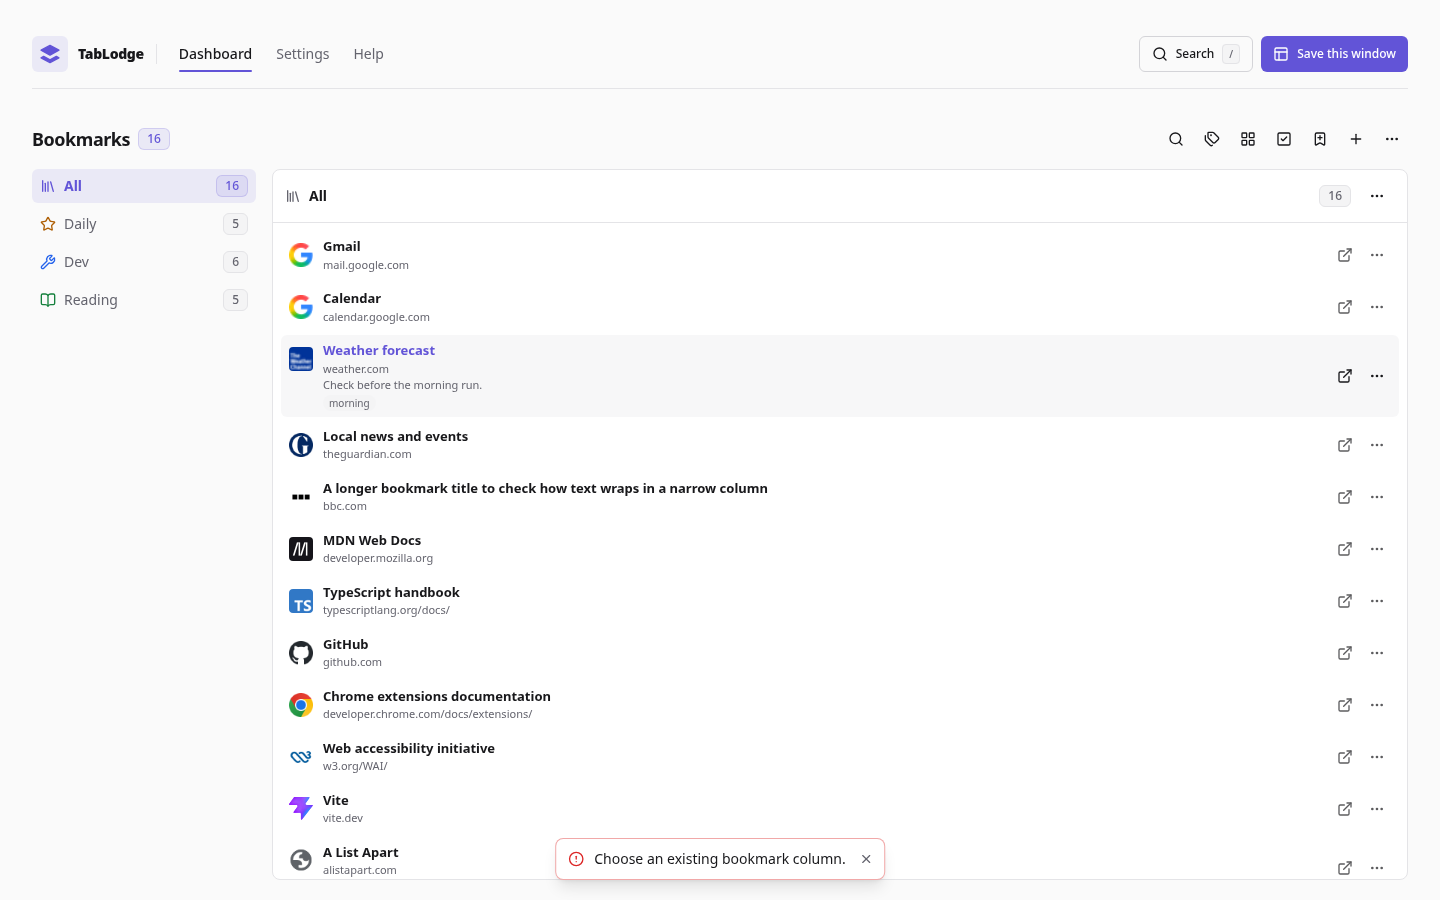 TabLodge
Dashboard
Settings
Help
Search /
Save this window
Bookmarks 16
All 16
Daily 5
Dev 6
Reading 5
All 16
Gmail
mail.google.com
Calendar
calendar.google.com
The Weather Channel
Weather forecast
weather.com
Check before the morning run.
morning
Local news and events
theguardian.com
A longer bookmark title to check how text wraps in a narrow column
bbc.com
MDN Web Docs
developer.mozilla.org
TS
TypeScript handbook
typescriptlang.org/docs/
GitHub
github.com
Chrome extensions documentation
developer.chrome.com/docs/extensions/
Web accessibility initiative
w3.org/WAI/
Vite
vite.dev
A List Apart
alistapart.com
Choose an existing bookmark column.